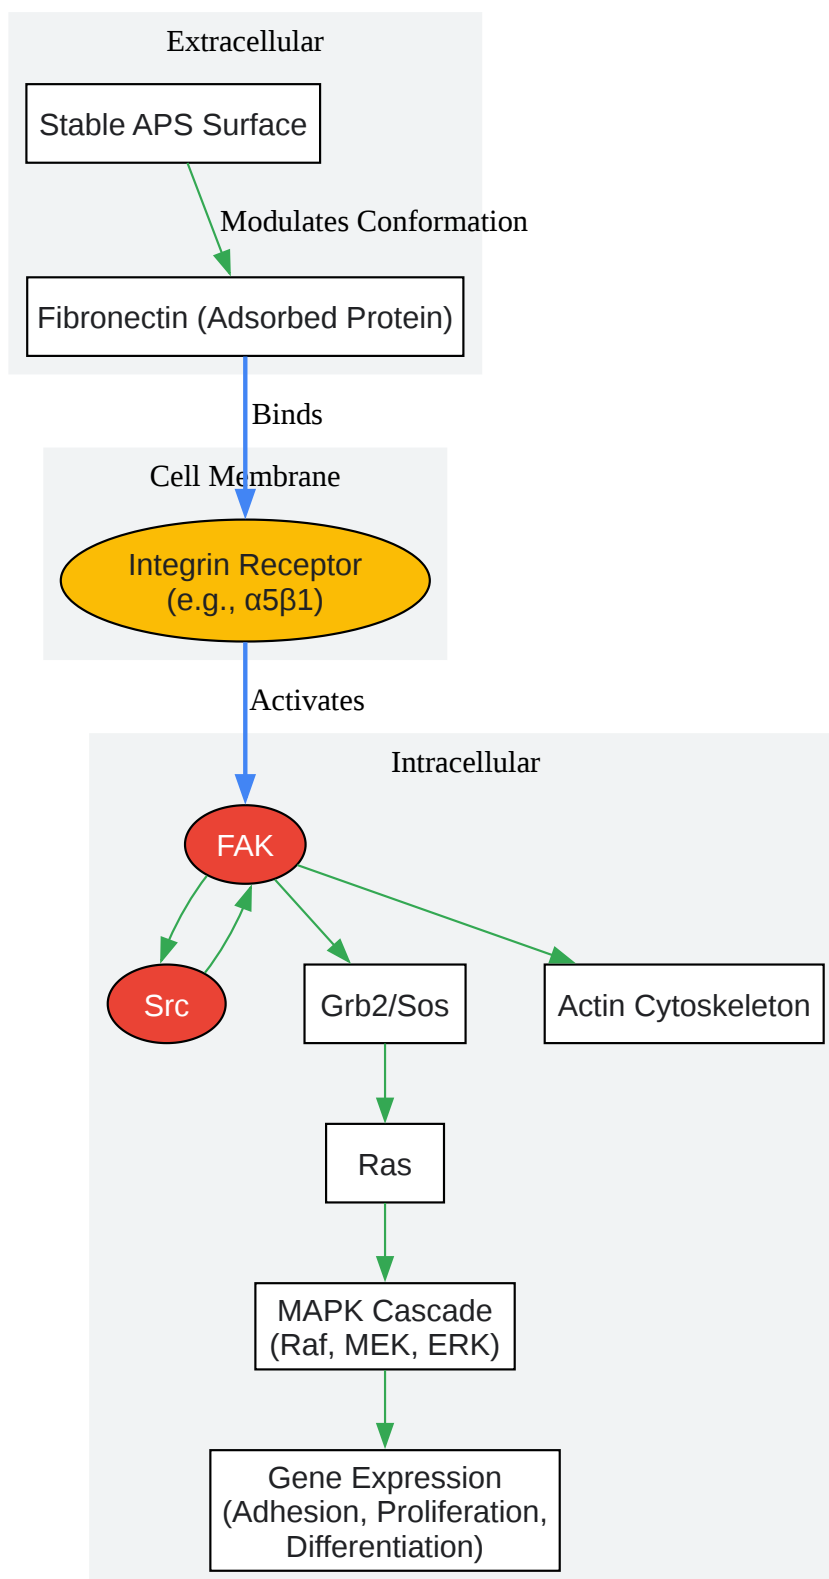 Extracellular
Stable APS Surface
Modulates Conformation
Fibronectin (Adsorbed Protein)
Binds
Cell Membrane
Integrin Receptor
(e.g., α5β1)
Activates
Intracellular
FAK
Src
Grb2/Sos
Actin Cytoskeleton
Ras
MAPK Cascade
(Raf, MEK, ERK)
Gene Expression
(Adhesion, Proliferation,
Differentiation)